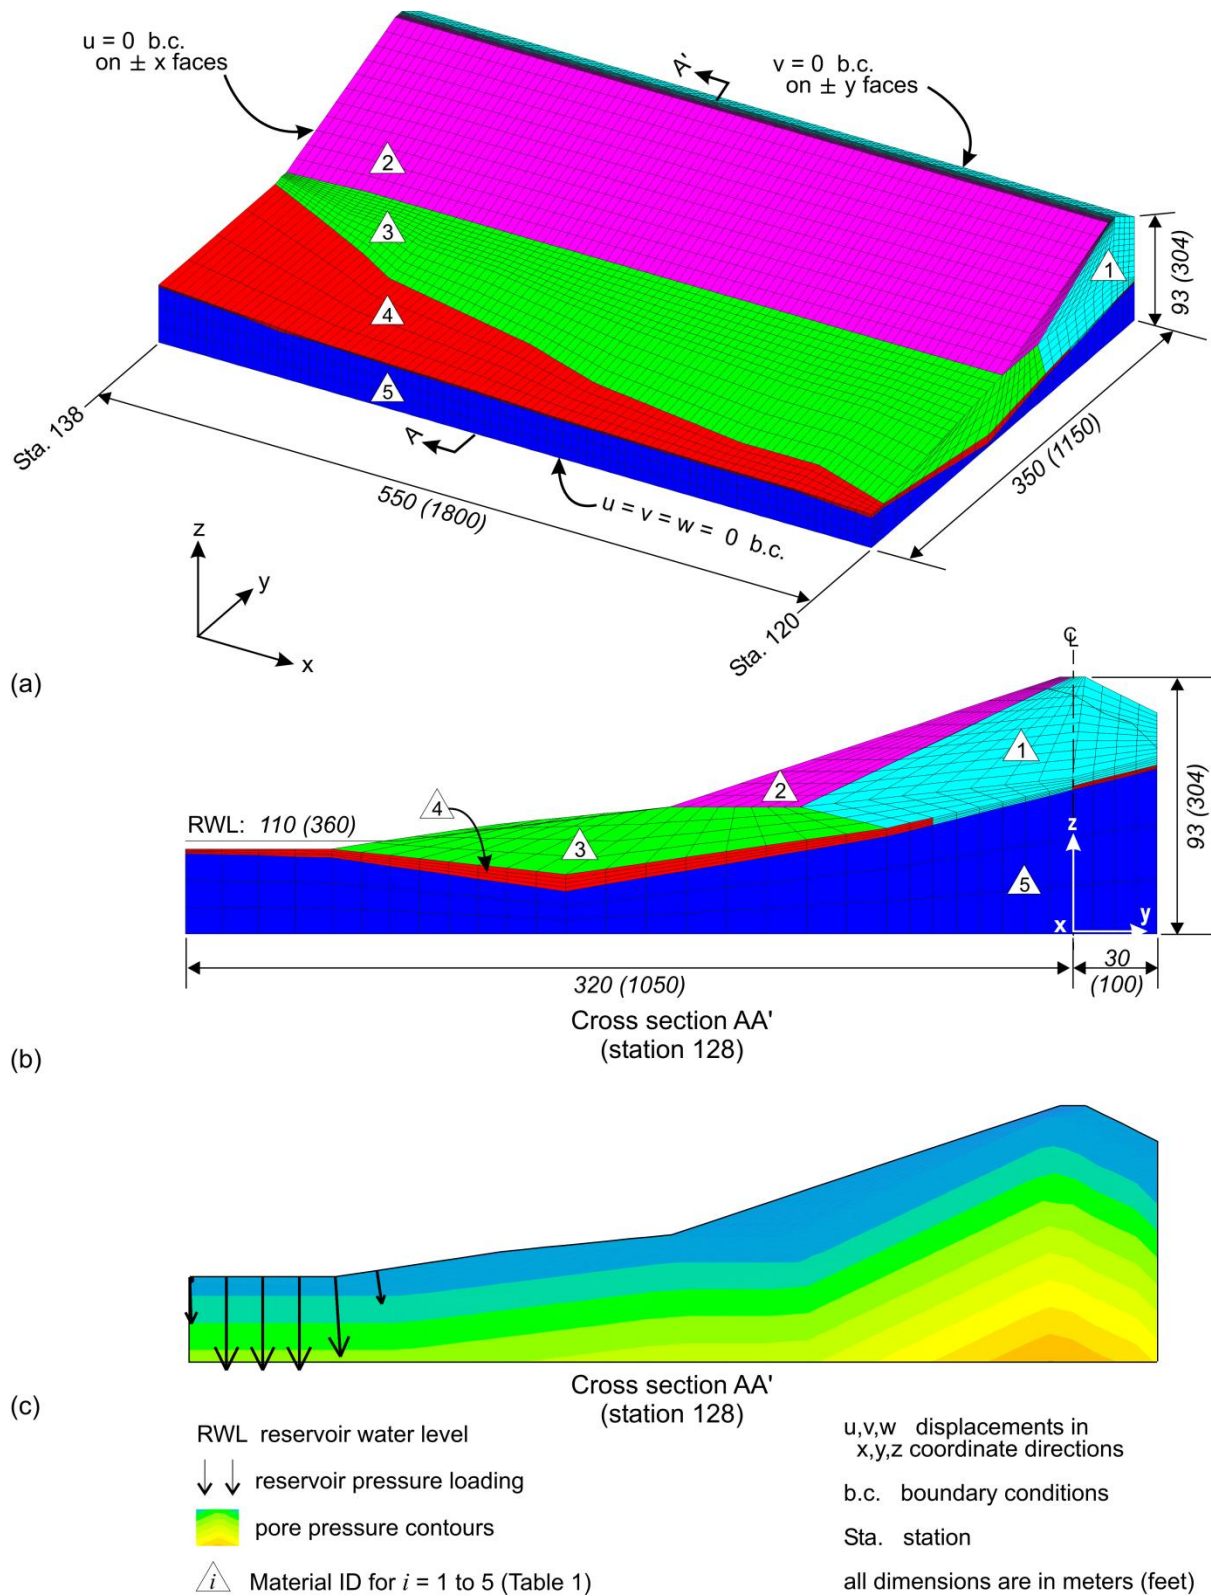 u = 0 b.c.
on ± x faces
A'
v = 0 b.c.
on ± y faces
2
3
1
93 (304)
4
5
A
Sta. 138
550 (1800)
u = v = w = 0 b.c.
350 (1150)
Sta. 120
z
y
x
(a)
℄
1
2
4
RWL: 110 (360)
3
z
93 (304)
5
x
y
320 (1050)
30
(100)
Cross section AA'
(station 128)
(b)
Cross section AA'
(station 128)
(c)
RWL reservoir water level
reservoir pressure loading
pore pressure contours
i Material ID for i = 1 to 5 (Table 1)
u,v,w displacements in
x,y,z coordinate directions
b.c. boundary conditions
Sta. station
all dimensions are in meters (feet)